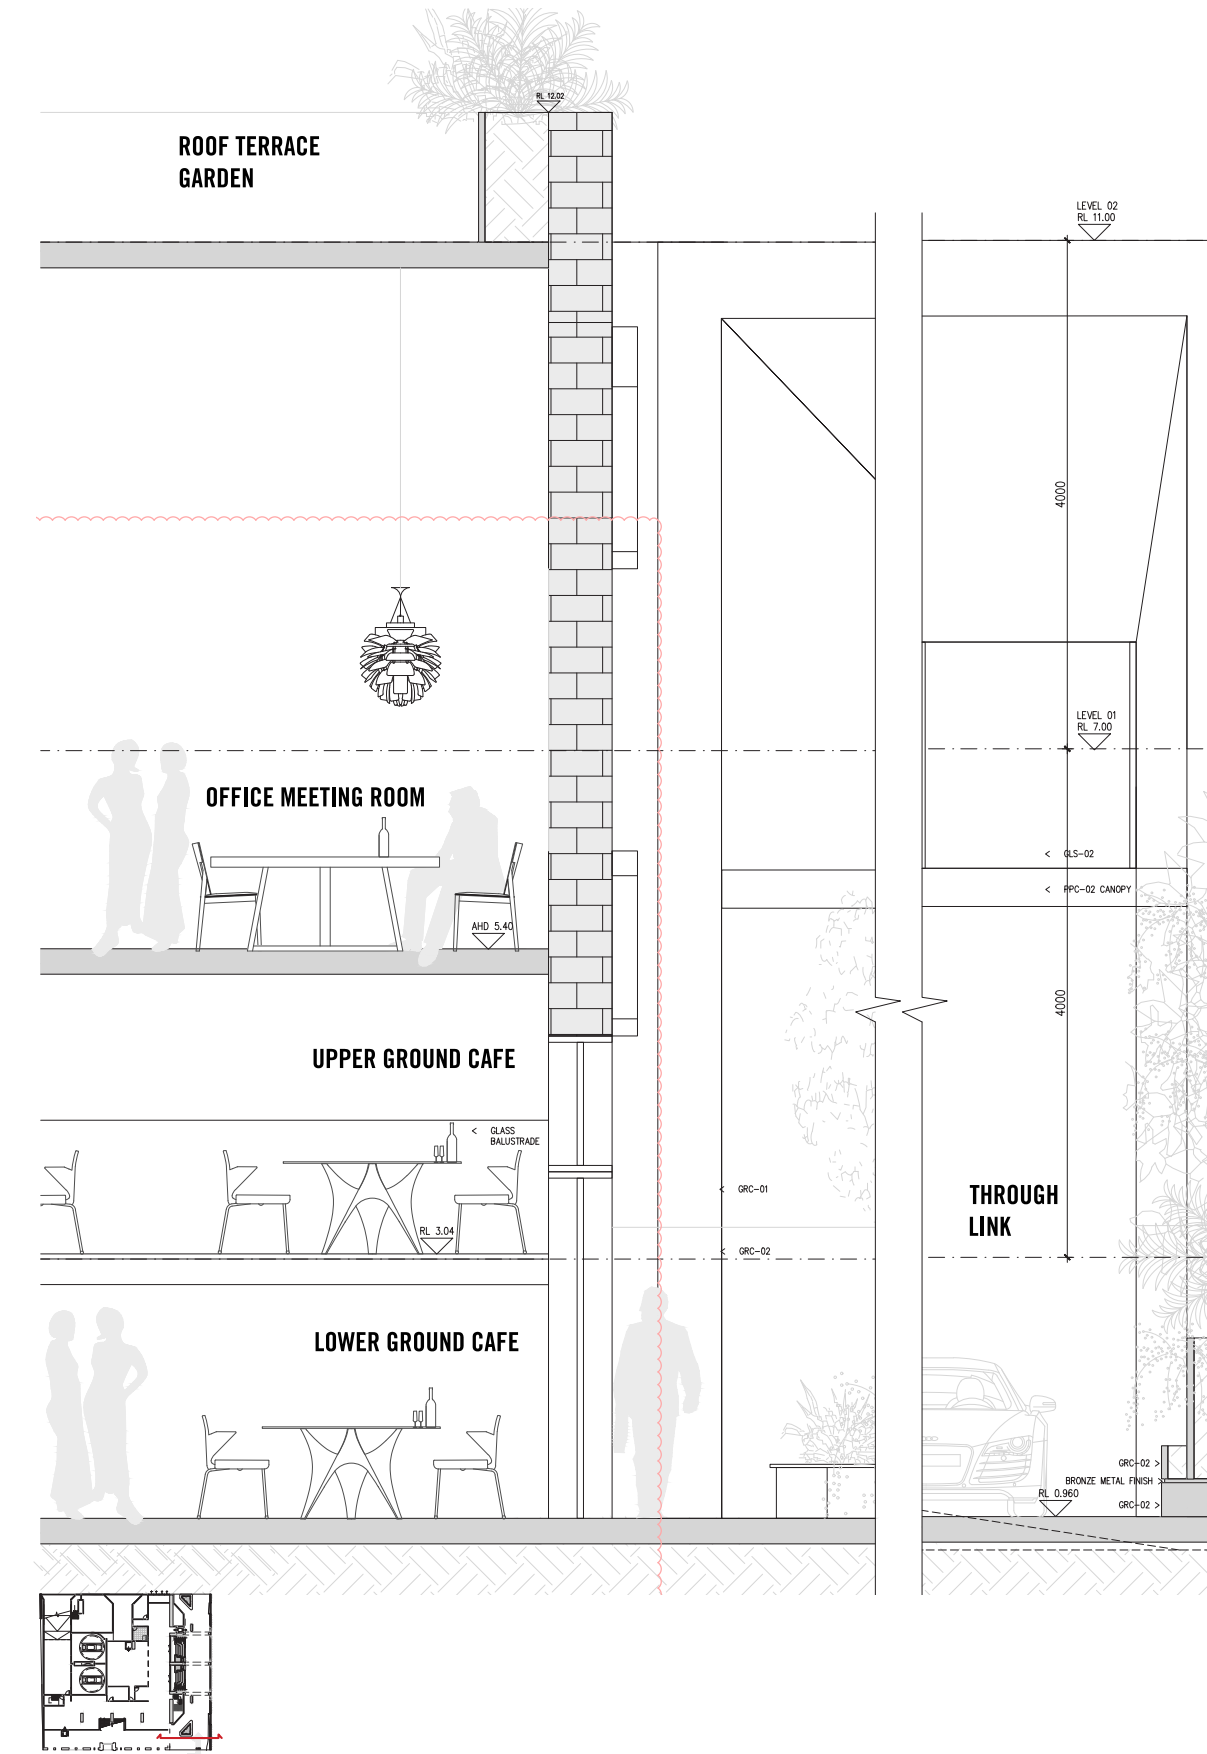 RL 12.02
ROOF TERRACE
GARDEN
LEVEL 02
RL 11.00
4000
LEVEL 01
RL 7.00
OFFICE MEETING ROOM
GLS-02
PPC-02 CANOPY
AHD 5.40
4000
UPPER GROUND CAFE
GLASS
BALUSTRADE
GRC-01
THROUGH
LINK
RL 3.04
GRC-02
LOWER GROUND CAFE
GRC-02
BRONZE METAL FINISH
RL 0.960
GRC-02